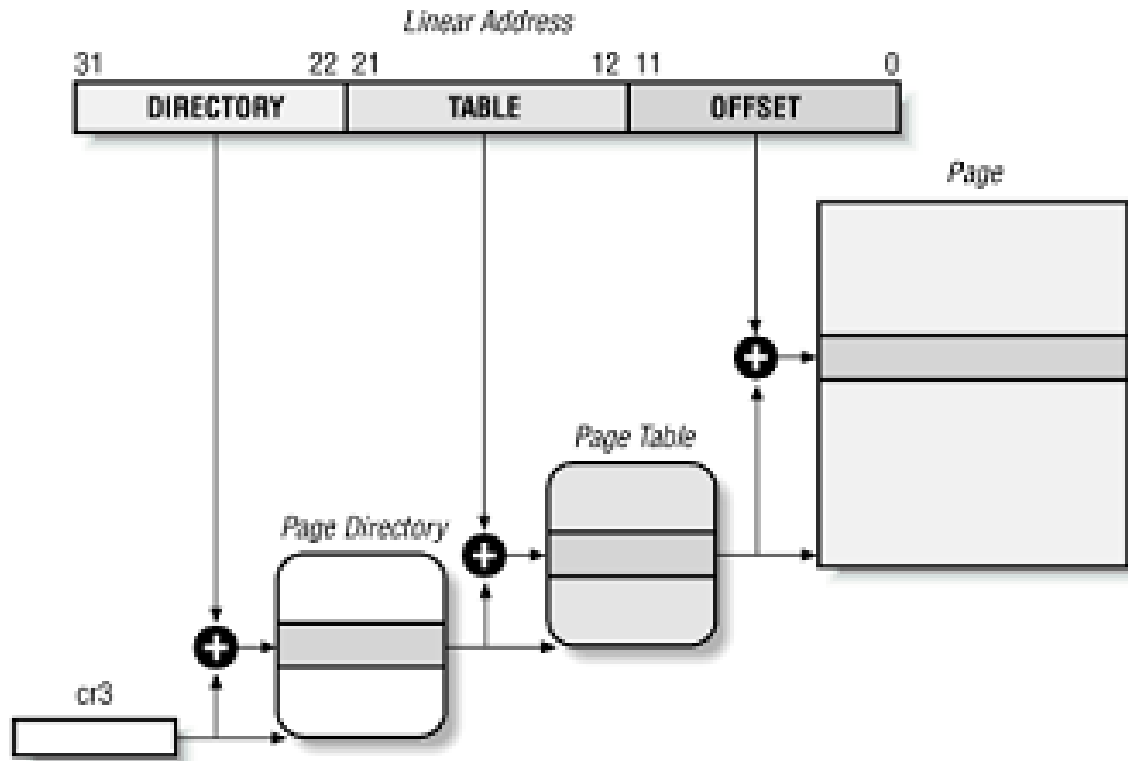 Linear Address
31 22 21 12 11 0
DIRECTORY TABLE OFFSET
Page
Page Table
Page Directory
cr3